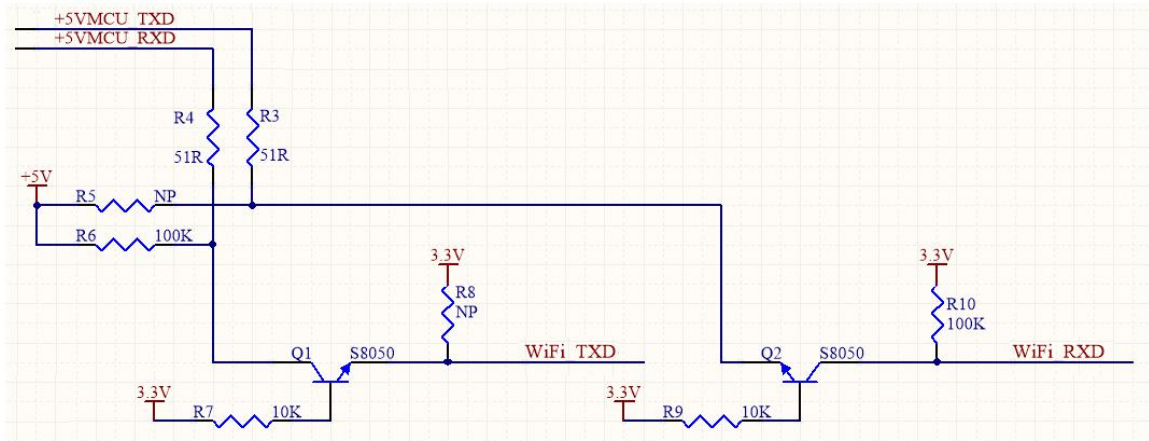 +5VMCU_TXD
+5VMCU_RXD
R4
R3
51R
51R
+5V
R5
NP
R6
100K
3.3V
3.3V
R8
NP
R10
100K
Q1
S8050
WiFi_TXD
Q2
S8050
WiFi_RXD
3.3V
R7
10K
3.3V
R9
10K